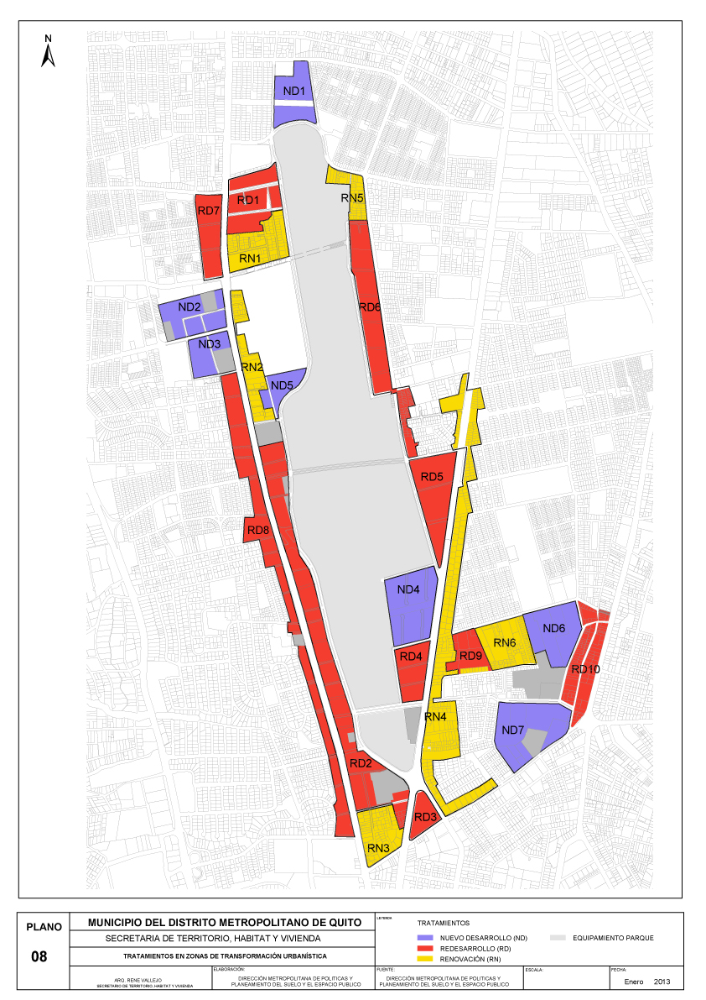 N
ND1
RN5
RD1
RD7
RN1
ND2
RD6
ND3
RN2
ND5
RD5
RD8
ND4
ND6
RN6
RD4
RD9
RD10
RN4
ND7
RD2
RD3
RN3
PLANO
08
MUNICIPIO DEL DISTRITO METROPOLITANO DE QUITO
SECRETARIA DE TERRITORIO, HABITAT Y VIVIENDA
TRATAMIENTOS EN ZONAS DE TRANSFORMACIÓN URBANÍSTICA
ARQ. RENE VALLEJO
SECRETARIO DE TERRITORIO, HABITAT Y VIVIENDA
ELABORACIÓN:
DIRECCIÓN METROPOLITANA DE POLITICAS Y
PLANEAMIENTO DEL SUELO Y EL ESPACIO PUBLICO
LEYENDA
TRATAMIENTOS
NUEVO DESARROLLO (ND)
REDESARROLLO (RD)
RENOVACIÓN (RN)
EQUIPAMIENTO PARQUE
FUENTE:
DIRECCIÓN METROPOLITANA DE POLITICAS Y
PLANEAMIENTO DEL SUELO Y EL ESPACIO PUBLICO
ESCALA:
FECHA:
Enero 2013